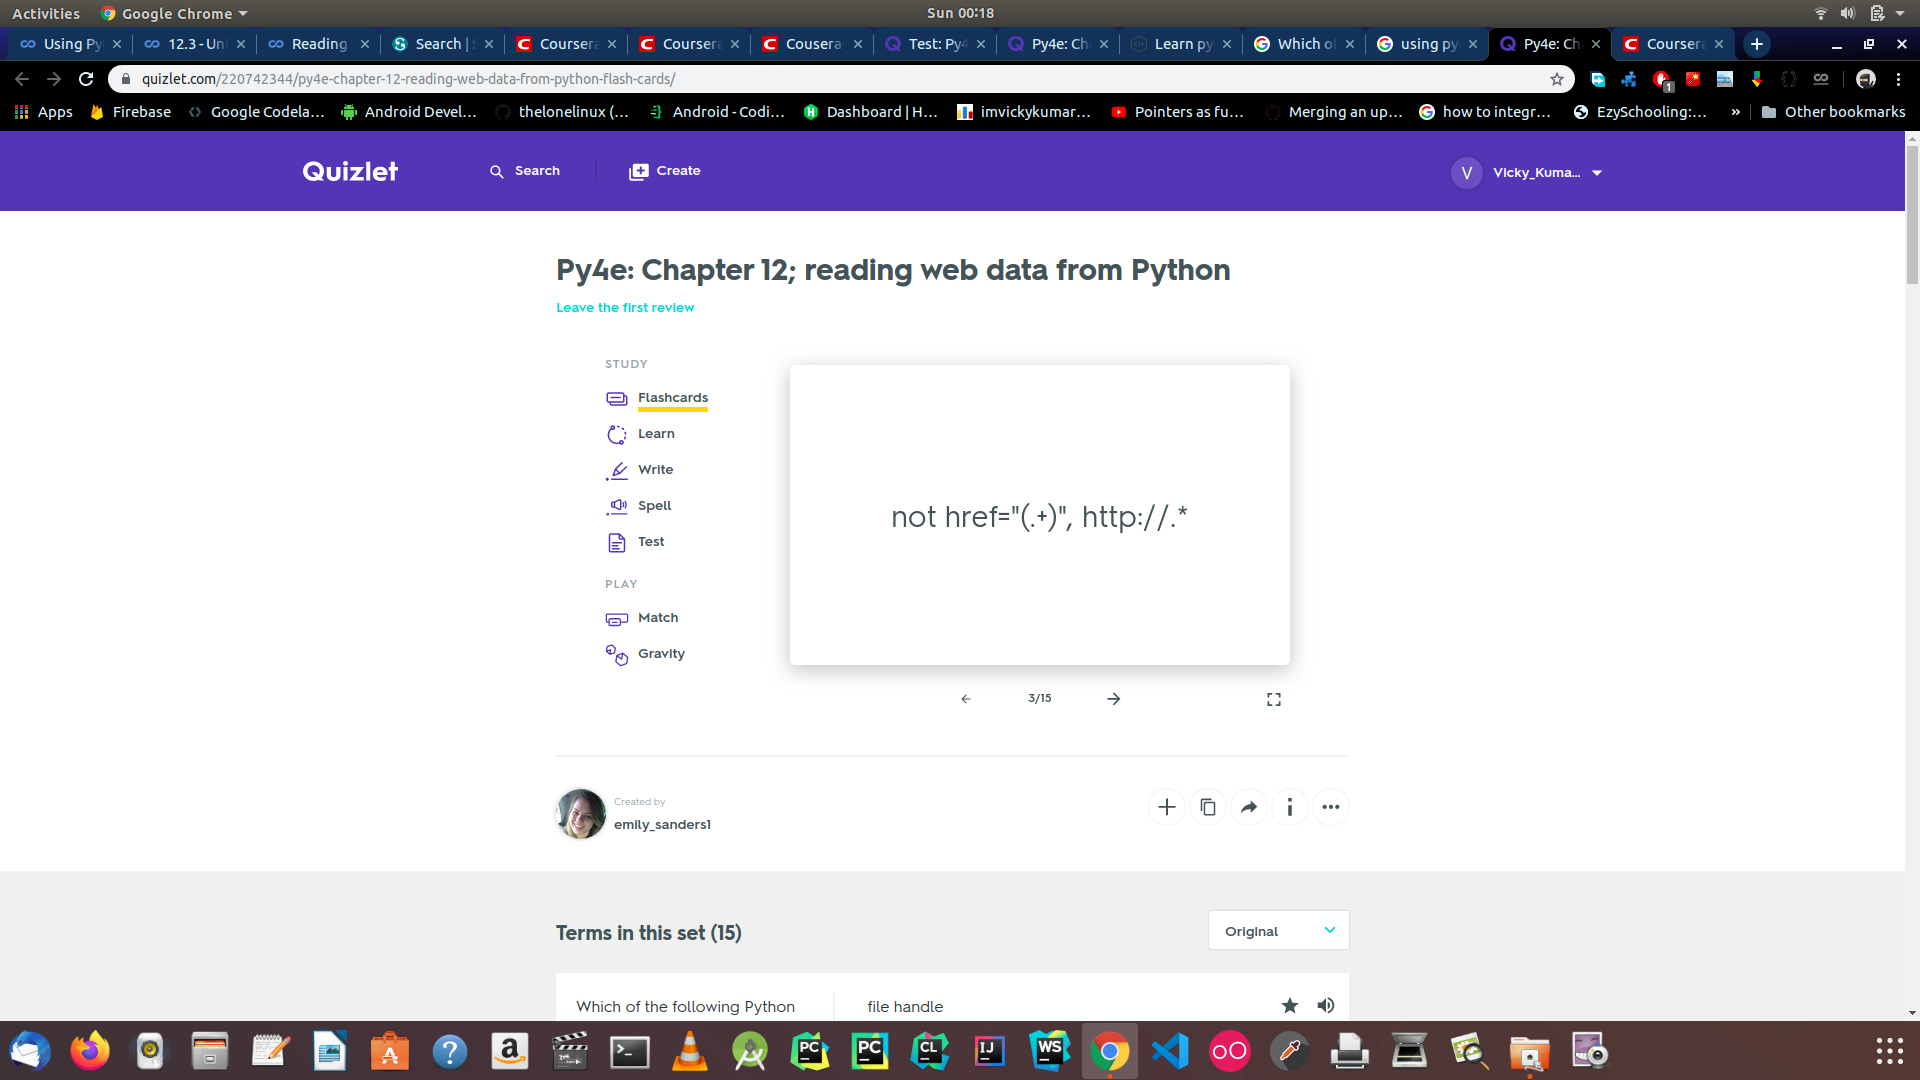 Activities Google Chrome Sun 00:18
Using Py 12.3 - Uni Reading Search | S Coursera Coursera Cousera- Test: Py4 Py4e: Ch Learn py Which of using py Py4e: Ch Coursera
quizlet.com/220742344/py4e-chapter-12-reading-web-data-from-python-flash-cards/ 1
Apps Firebase Google Codela... Android Devel... thelonelinux (... Android - Codi... Dashboard | H... imvickykumar... Pointers as fu... Merging an up... how to integr... EzySchooling:... » Other bookmarks
Quizlet Search Create V VIcky_Kuma...
Py4e: Chapter 12; reading web data from Python
Leave the first review
STUDY
Flashcards
Learn
Write
Spell
Test
PLAY
Match
Gravity
not href="(.+)", http://.*
3/15
Created by
emily_sanders1
Terms in this set (15)
Original
Which of the following Python file handle